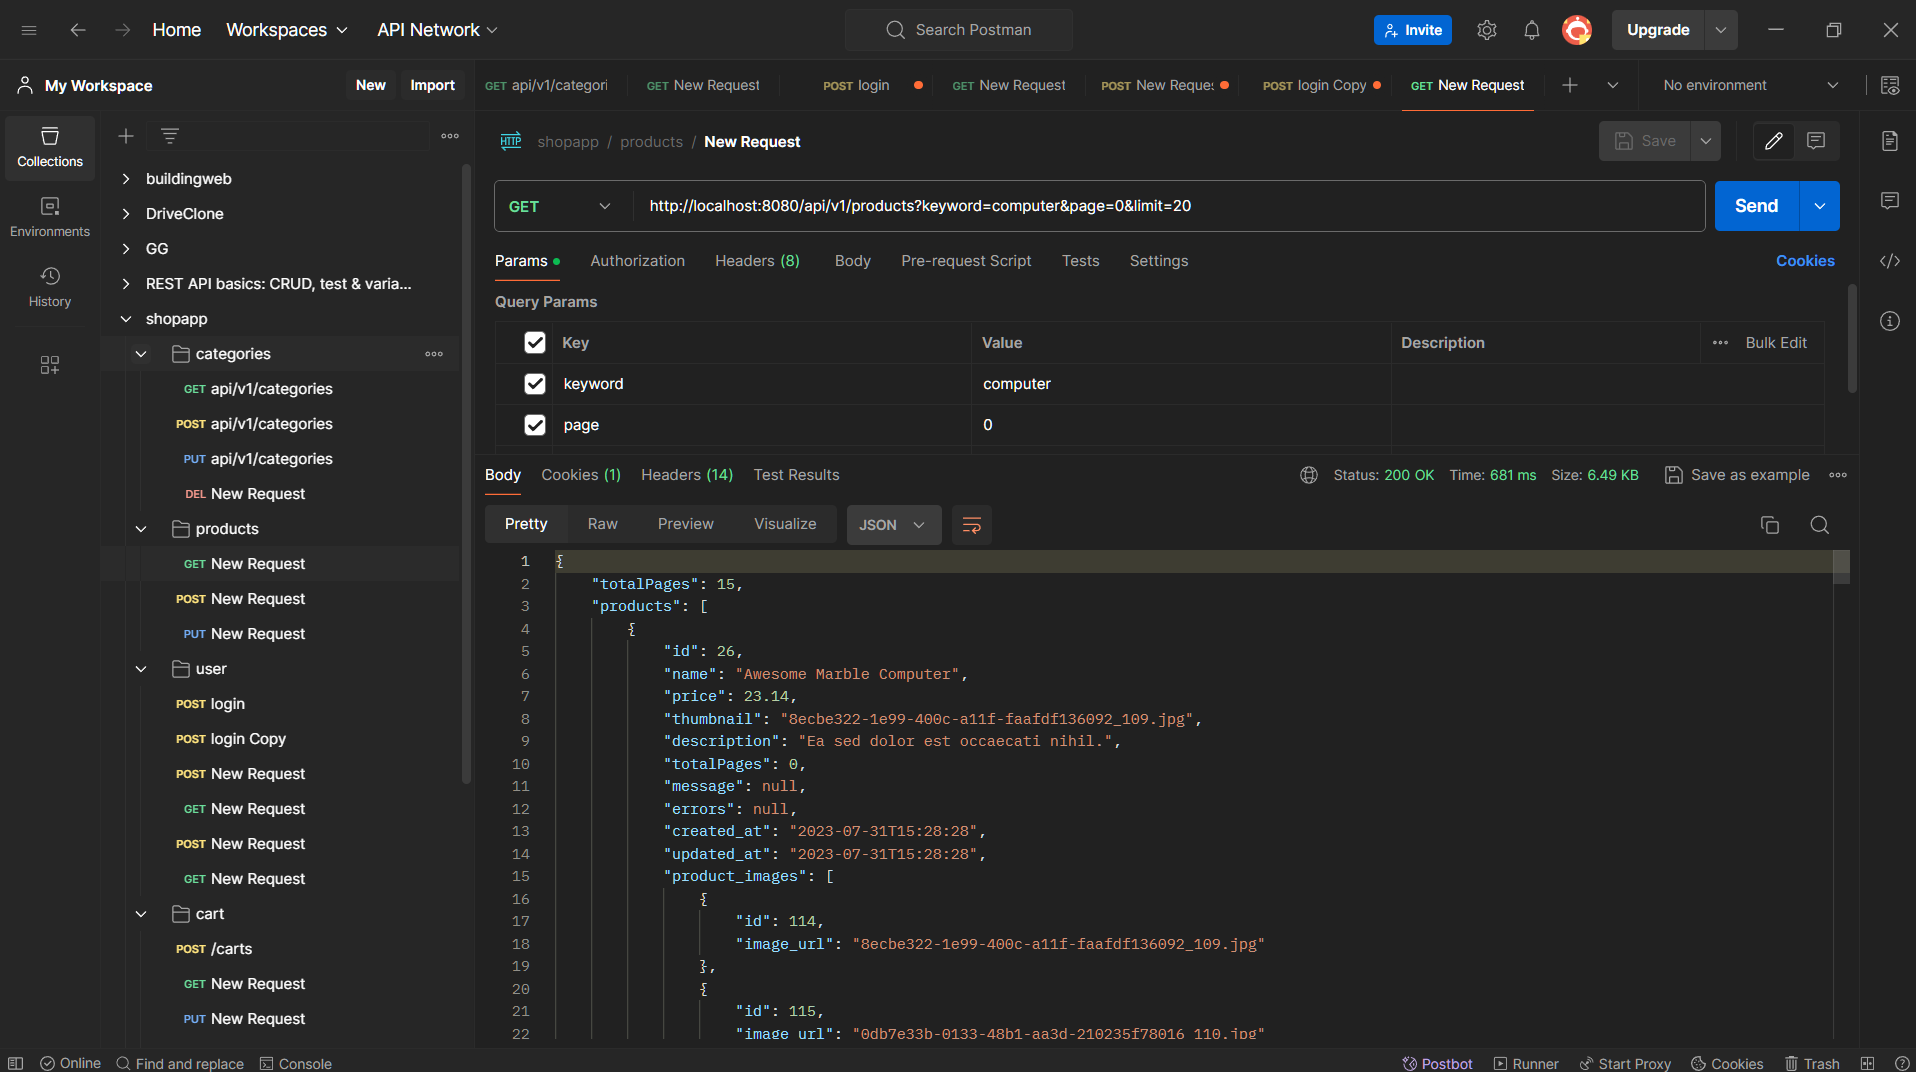 Home Workspaces API Network Search Postman Invite Upgrade
My Workspace New Import
GET api/v1/categori GET New Request POST login GET New Request POST New Reques POST login Copy GET New Request No environment
Collections
Environments
History
buildingweb
DriveClone
GG
REST API basics: CRUD, test & varia...
shopapp
categories
GET api/v1/categories
POST api/v1/categories
PUT api/v1/categories
DEL New Request
products
GET New Request
POST New Request
PUT New Request
user
POST login
POST login Copy
POST New Request
GET New Request
POST New Request
GET New Request
cart
POST /carts
GET New Request
PUT New Request
HTTP shopapp / products / New Request Save
GET http://localhost:8080/api/v1/products?keyword=computer&page=0&limit=20 Send
Params Authorization Headers (8) Body Pre-request Script Tests Settings Cookies
Query Params
Key Value Description Bulk Edit
keyword computer
page 0
Body Cookies (1) Headers (14) Test Results Status: 200 OK Time: 681 ms Size: 6.49 KB Save as example
Pretty Raw Preview Visualize JSON
1 {
2 "totalPages": 15,
3 "products": [
4 {
5 "id": 26,
6 "name": "Awesome Marble Computer",
7 "price": 23.14,
8 "thumbnail": "8ecbe322-1e99-400c-a11f-faafdf136092_109.jpg",
9 "description": "Ea sed dolor est occaecati nihil.",
10 "totalPages": 0,
11 "message": null,
12 "errors": null,
13 "created_at": "2023-07-31T15:28:28",
14 "updated_at": "2023-07-31T15:28:28",
15 "product_images": [
16 {
17 "id": 114,
18 "image_url": "8ecbe322-1e99-400c-a11f-faafdf136092_109.jpg"
19 },
20 {
21 "id": 115,
22 "image_url": "0db7e33b-0133-48b1-aa3d-210235f78016_110.jpg"
Online Find and replace Console Postbot Runner Start Proxy Cookies Trash